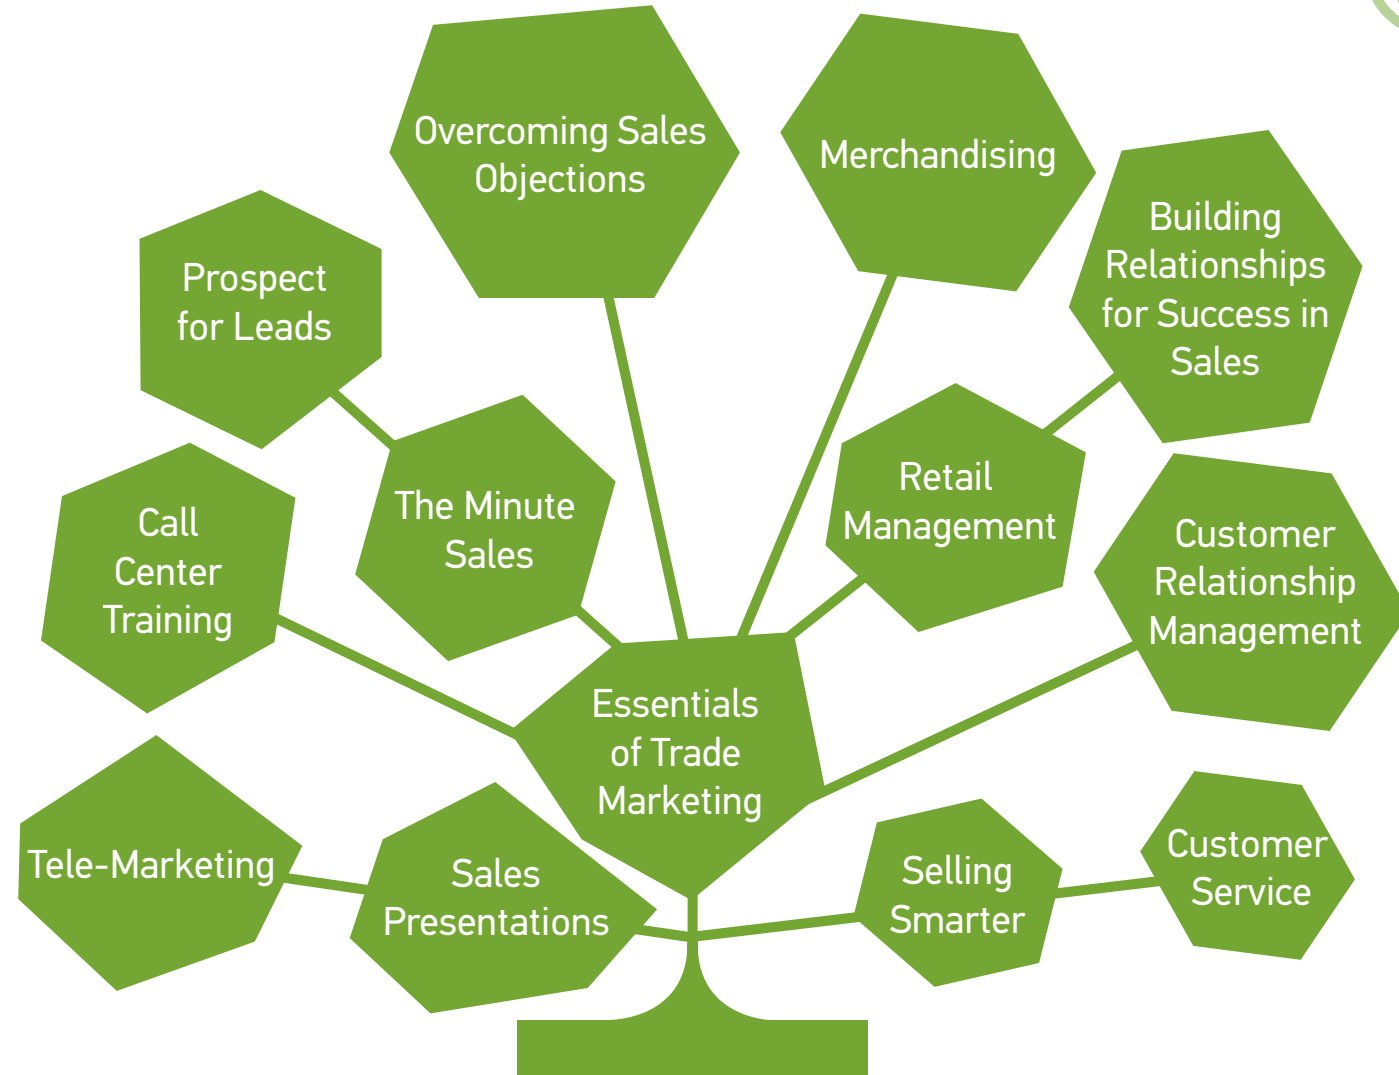 Overcoming Sales
Objections
Merchandising
Building
Relationships
for Success in
Sales
Prospect
for Leads
The Minute
Sales
Retail
Management
Call
Center
Training
Customer
Relationship
Management
Essentials
of Trade
Marketing
Tele-Marketing
Sales
Presentations
Selling
Smarter
Customer
Service